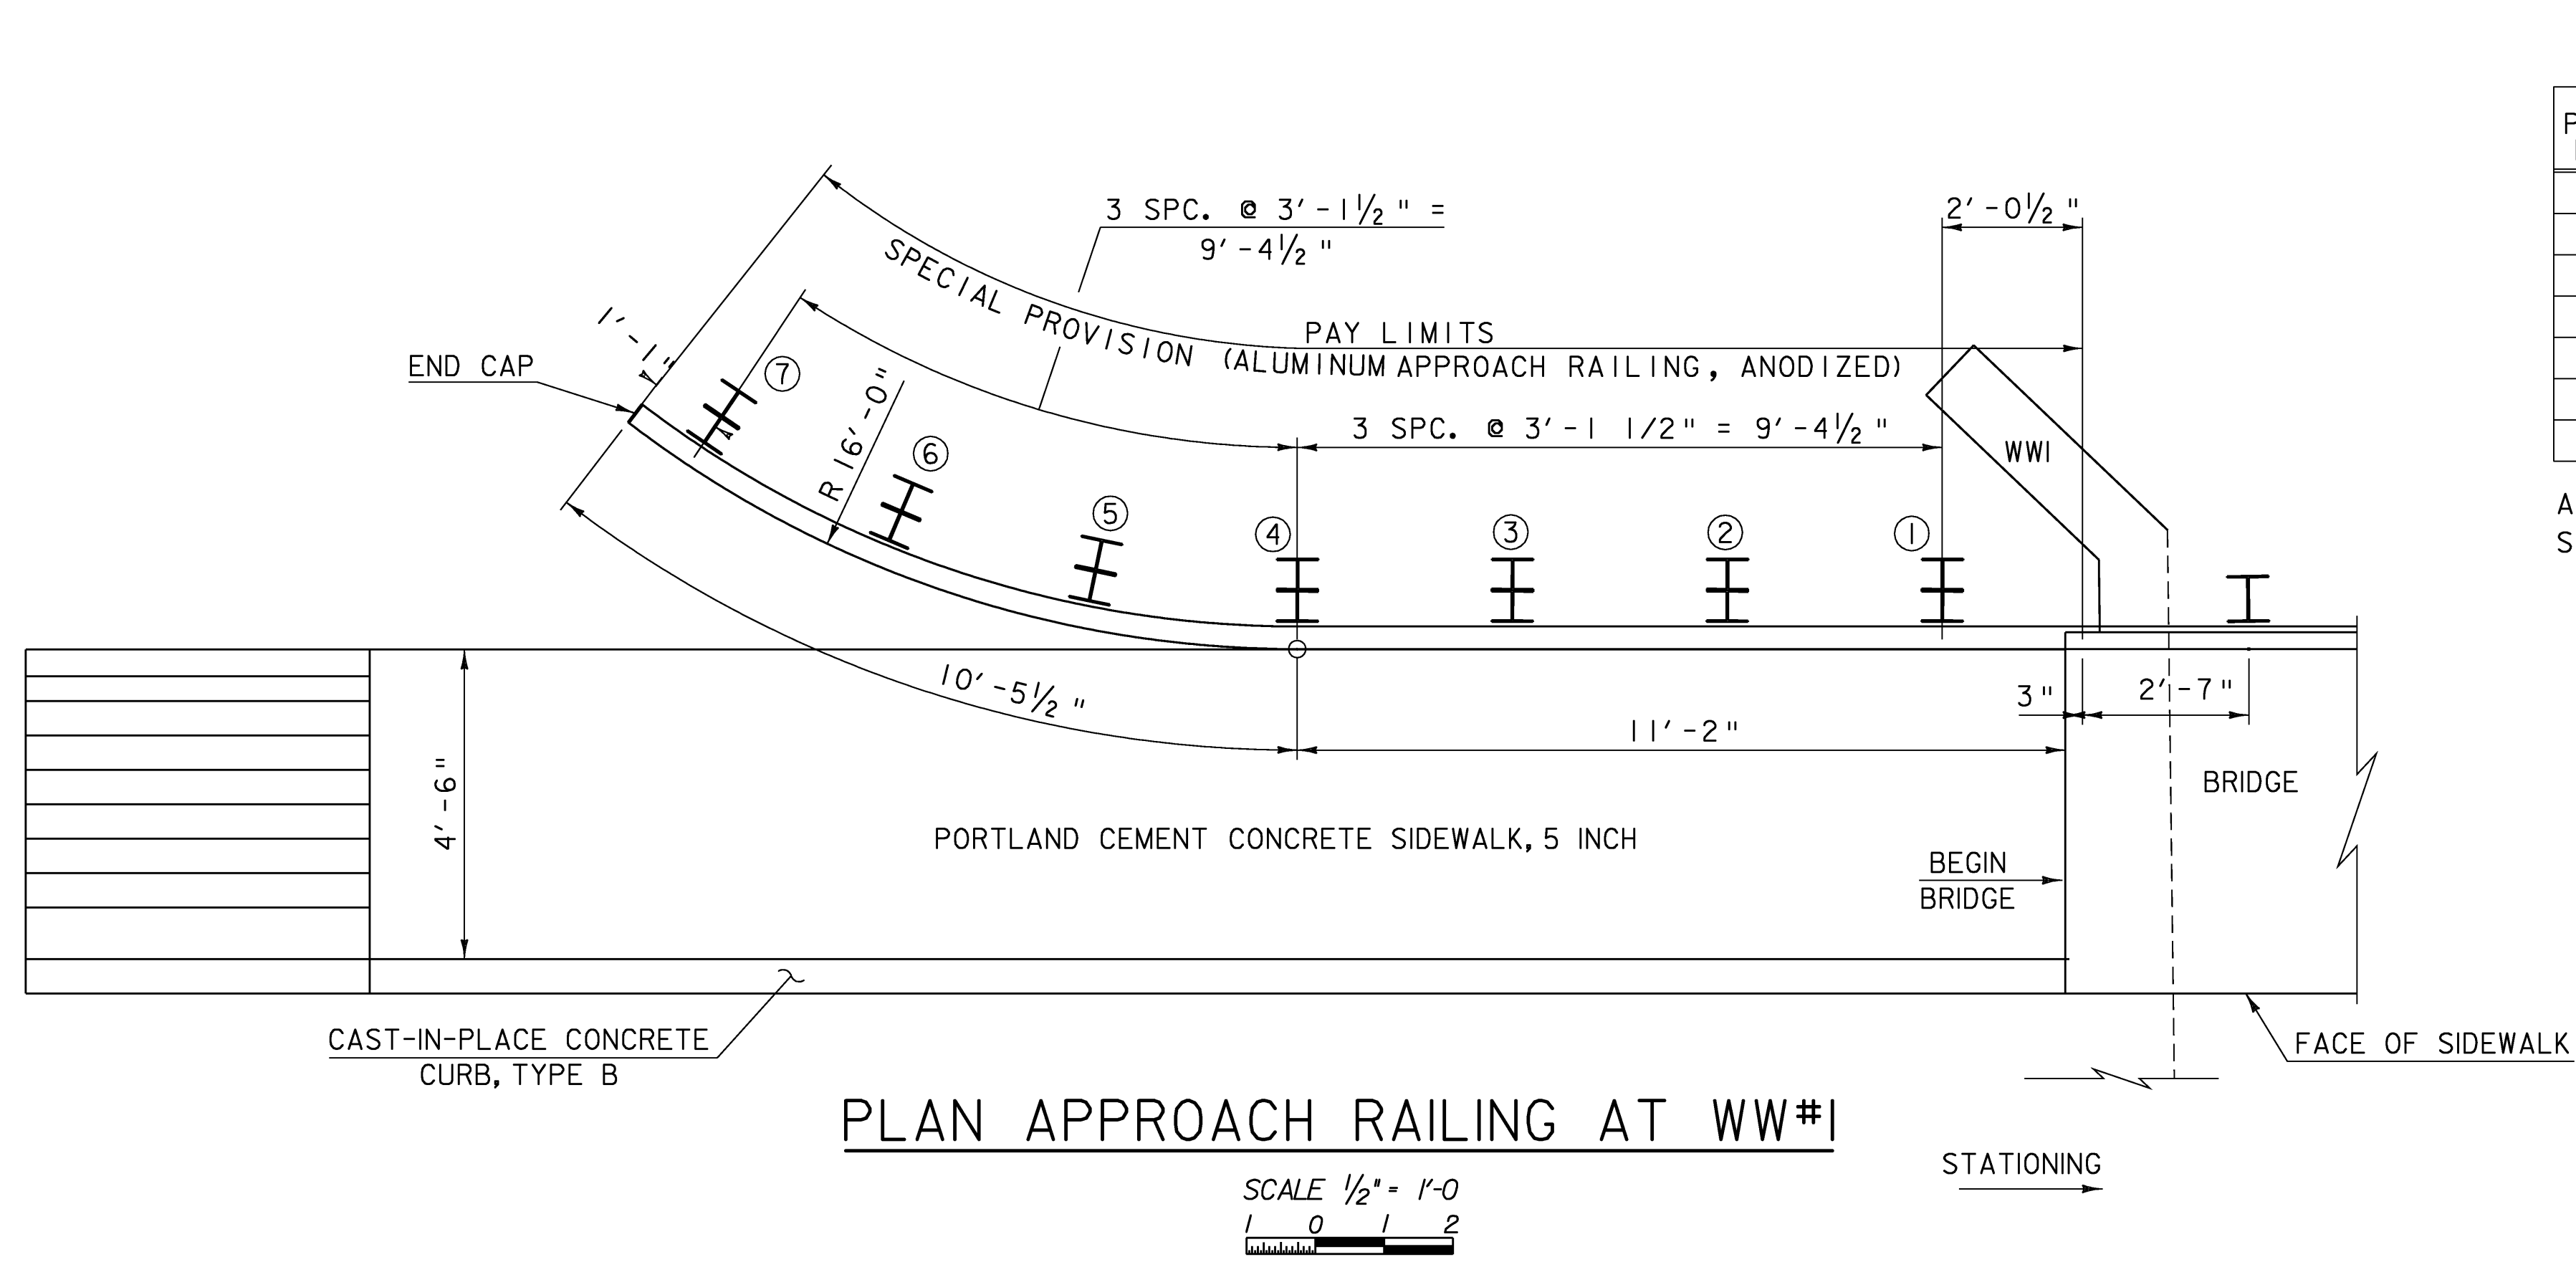 3 SPC. @ 3'-1½" =
9'-4½"
2'-0½"
SPECIAL PROVISION (ALUMINUM APPROACH RAILING, ANODIZED)
PAY LIMITS
1'-1"
END CAP
7
R 16'-0"
3 SPC. @ 3'-1 1/2" = 9'-4½"
6
WW1
5
4
3
2
1
10'-5½"
3"
2'-7"
11'-2"
4'-6"
BRIDGE
PORTLAND CEMENT CONCRETE SIDEWALK, 5 INCH
BEGIN
BRIDGE
CAST-IN-PLACE CONCRETE
CURB, TYPE B
FACE OF SIDEWALK
PLAN APPROACH RAILING AT WW#1
STATIONING
SCALE ½" = 1'-0
1 0 1 2